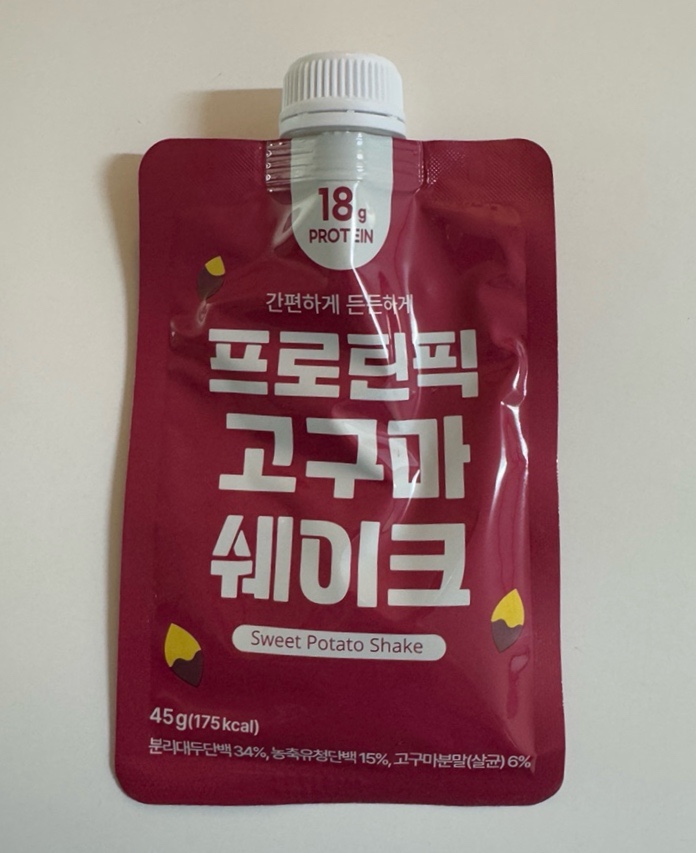 18g
PROTEIN
간편하게 든든하게
프로틴픽
고구마
쉐이크
Sweet Potato Shake
45g(175kcal)
분리대두단백 34%, 농축유청단백 15%, 고구마분말(살균) 6%